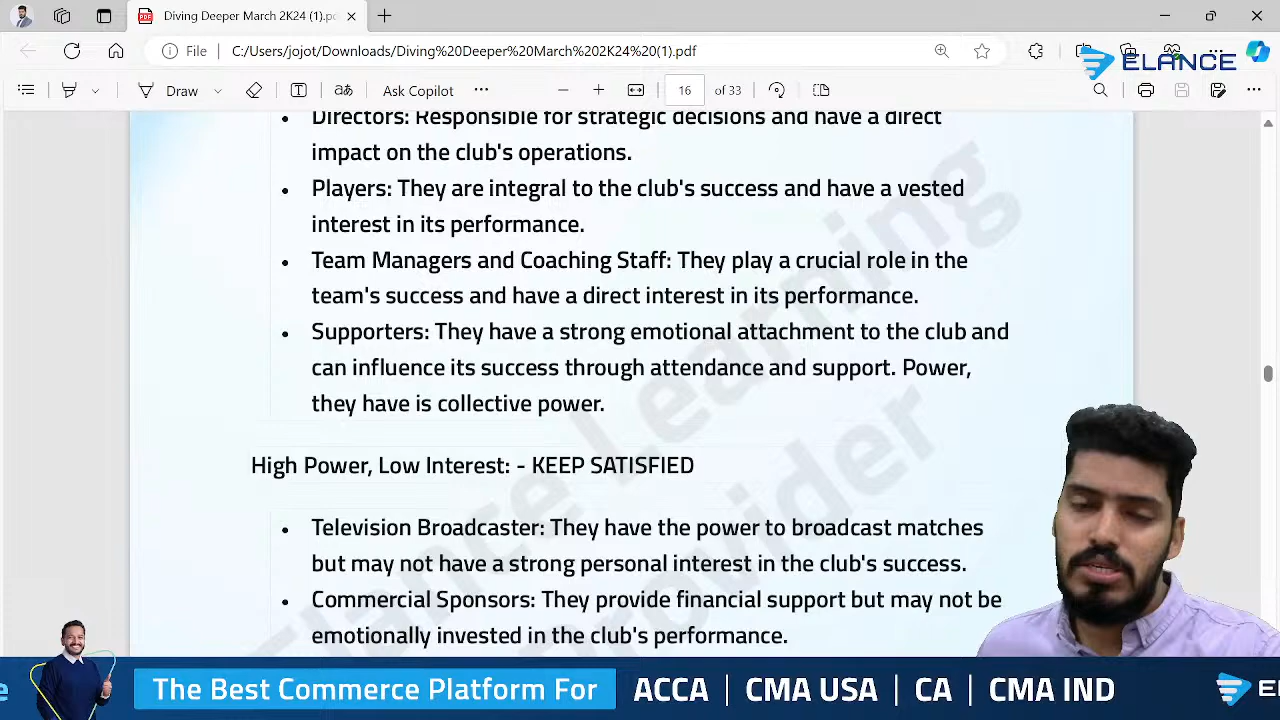 Diving Deeper March 2K24 (1).pd
File C:/Users/jojot/Downloads/Diving%20Deeper%20March%202K24%20(1).pdf
ELANCE
Draw
Ask Copilot
16 of 33
Directors: Responsible for strategic decisions and have a direct
impact on the club's operations.
Players: They are integral to the club's success and have a vested
interest in its performance.
Team Managers and Coaching Staff: They play a crucial role in the
team's success and have a direct interest in its performance.
Supporters: They have a strong emotional attachment to the club and
can influence its success through attendance and support. Power,
they have is collective power.
High Power, Low Interest: - KEEP SATISFIED
Television Broadcaster: They have the power to broadcast matches
but may not have a strong personal interest in the club's success.
Commercial Sponsors: They provide financial support but may not be
emotionally invested in the club's performance.
Elance Learning
Provider
The Best Commerce Platform For ACCA | CMA USA | CA | CMA IND